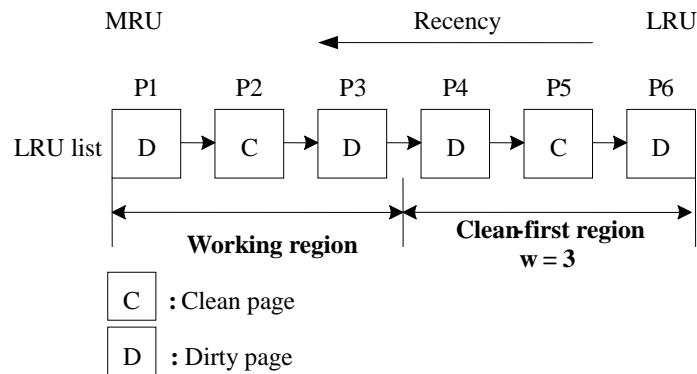 MRU Recency LRU
P1 P2 P3 P4 P5 P6
LRU list D C D D C D
Working region Clean-first region
w = 3
C : Clean page
D : Dirty page